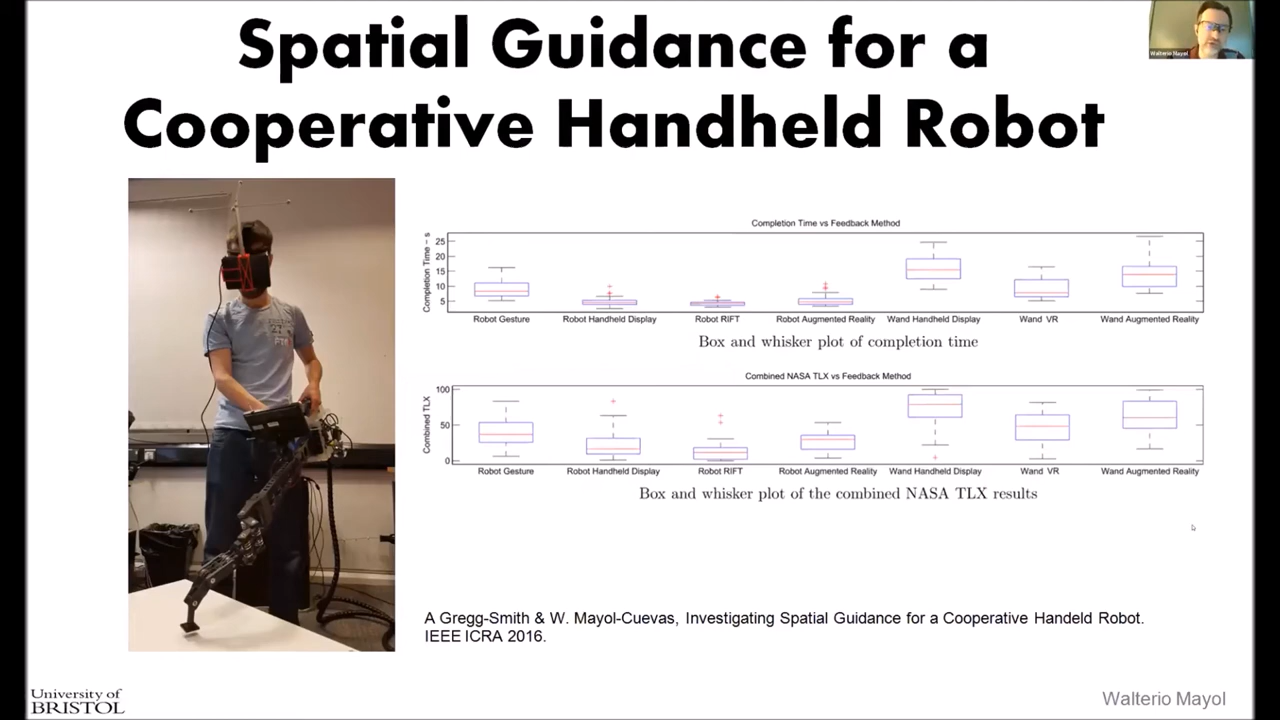 Spatial Guidance for a
Cooperative Handheld Robot
Walterio Mayol
Completion Time vs Feedback Method
Completion Time – s
25
20
15
10
5
Robot Gesture
Robot Handheld Display
Robot RIFT
Robot Augmented Reality
Wand Handheld Display
Wand VR
Wand Augmented Reality
Box and whisker plot of completion time
Combined NASA TLX vs Feedback Method
Combined TLX
100
50
0
Robot Gesture
Robot Handheld Display
Robot RIFT
Robot Augmented Reality
Wand Handheld Display
Wand VR
Wand Augmented Reality
Box and whisker plot of the combined NASA TLX results
A Gregg-Smith & W. Mayol-Cuevas, Investigating Spatial Guidance for a Cooperative Handeld Robot.
IEEE ICRA 2016.
University of
BRISTOL
Walterio Mayol